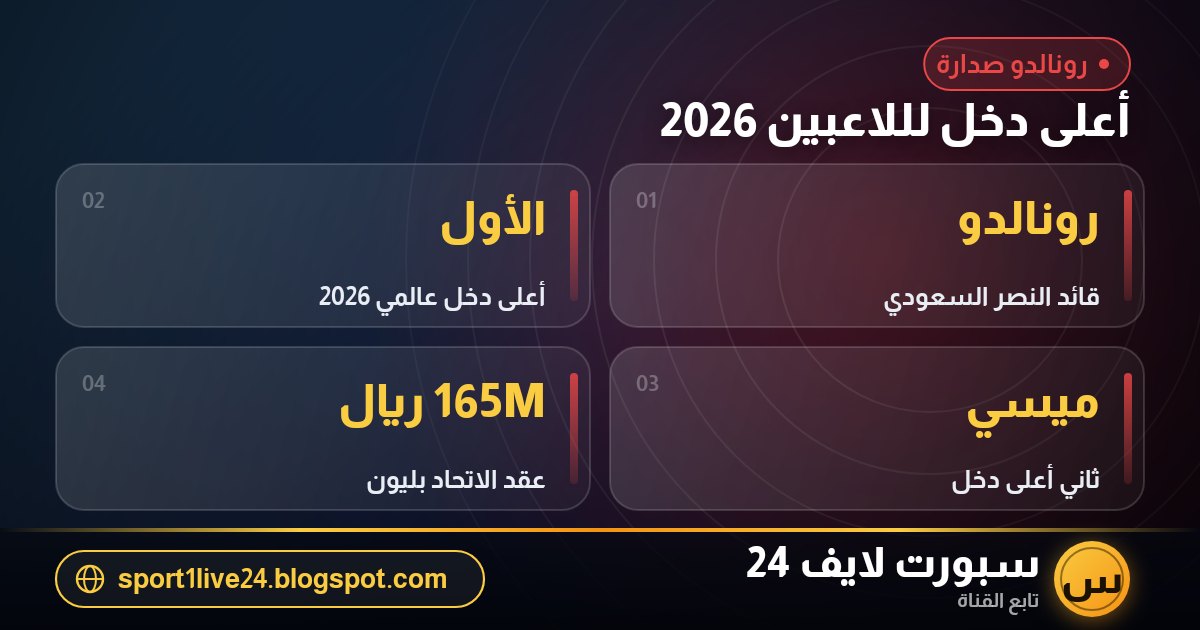 رونالدو صدارة
أعلى دخل لللاعبين 2026
01
رونالدو
قائد النصر السعودي
02
الأول
أعلى دخل عالمي 2026
03
ميسي
ثاني أعلى دخل
04
165M ريال
عقد الاتحاد بليون
س
سبورت لايف 24
تابع القناة
sport1live24.blogspot.com